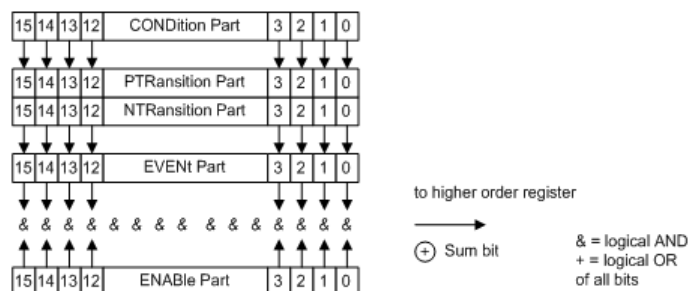 15 14 13 12 CONDition Part 3 2 1 0
15 14 13 12 PTRansition Part 3 2 1 0
15 14 13 12 NTRansition Part 3 2 1 0
15 14 13 12 EVENt Part 3 2 1 0
to higher order register
& & & & & & & & & & & & & & &
+ Sum bit
& = logical AND
+ = logical OR
of all bits
15 14 13 12 ENABle Part 3 2 1 0